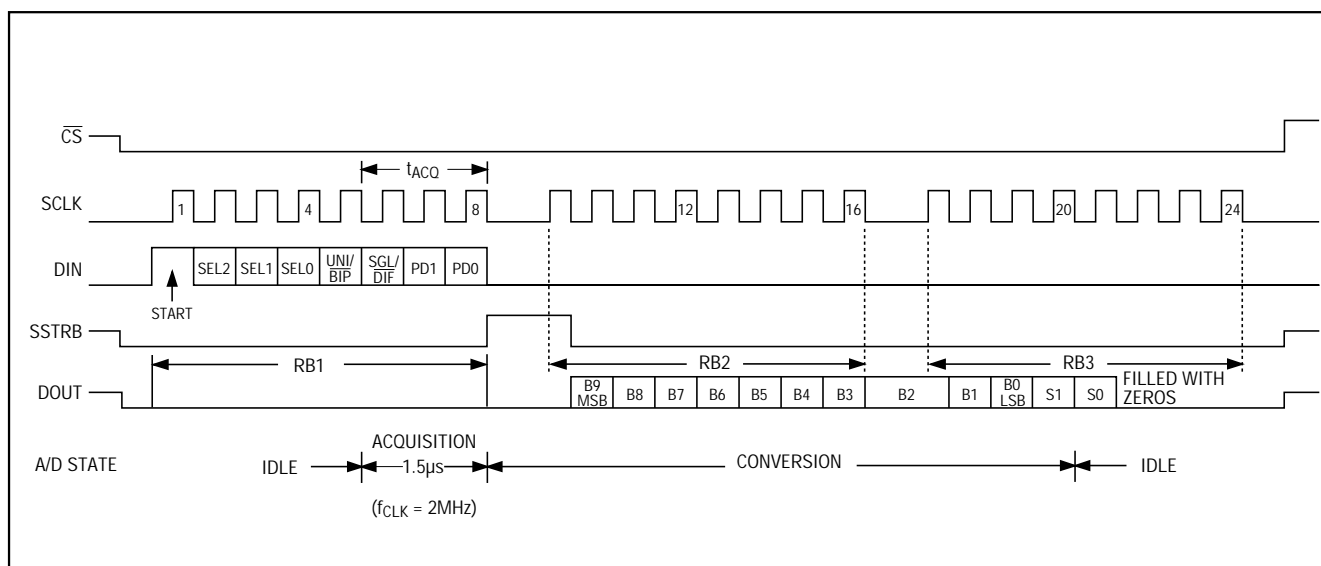 CS
tACQ
SCLK 1 4 8 12 16 20 24
DIN SEL2 SEL1 SEL0 UNI/BIP SGL/DIF PD1 PD0
START
SSTRB
RB1 RB2 RB3
DOUT B9 MSB B8 B7 B6 B5 B4 B3 B2 B1 B0 LSB S1 S0 FILLED WITH ZEROS
A/D STATE IDLE ACQUISITION 1.5µs CONVERSION IDLE
(fCLK = 2MHz)